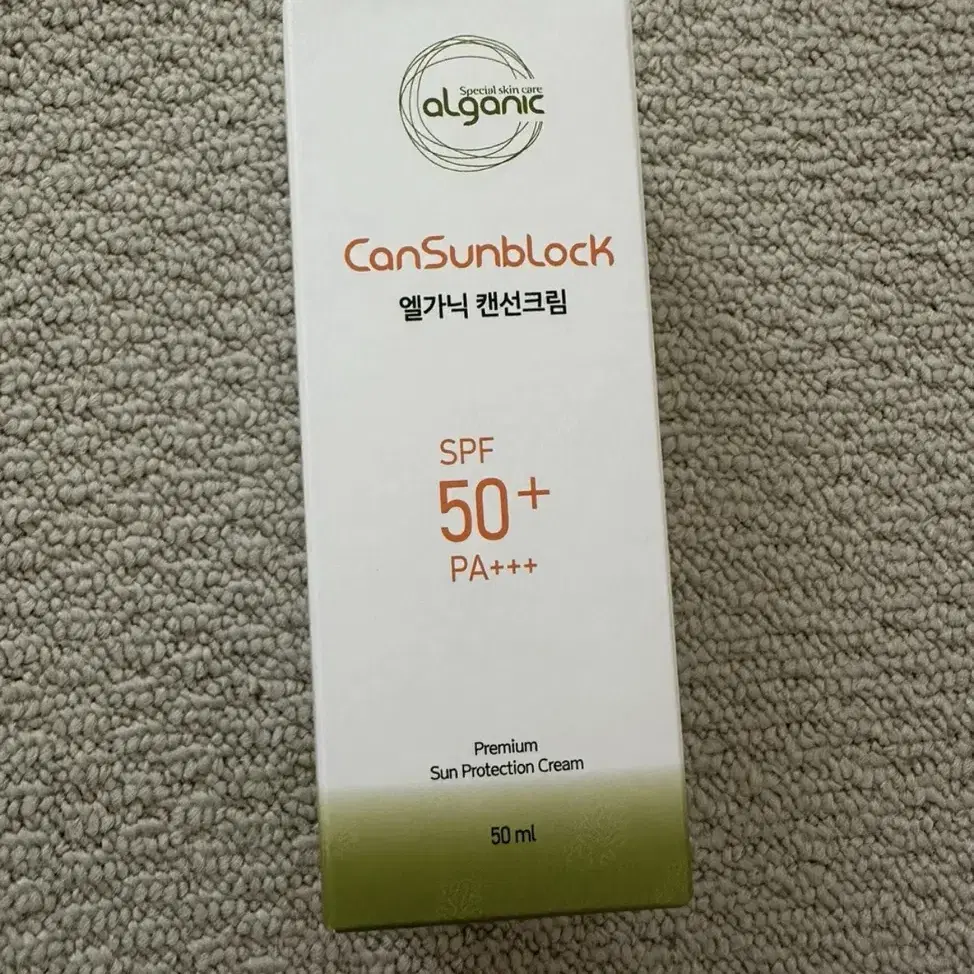 Special skin care
alganic
CanSunblock
엘가닉 캔선크림
SPF
50+
PA+++
Premium
Sun Protection Cream
50 ml